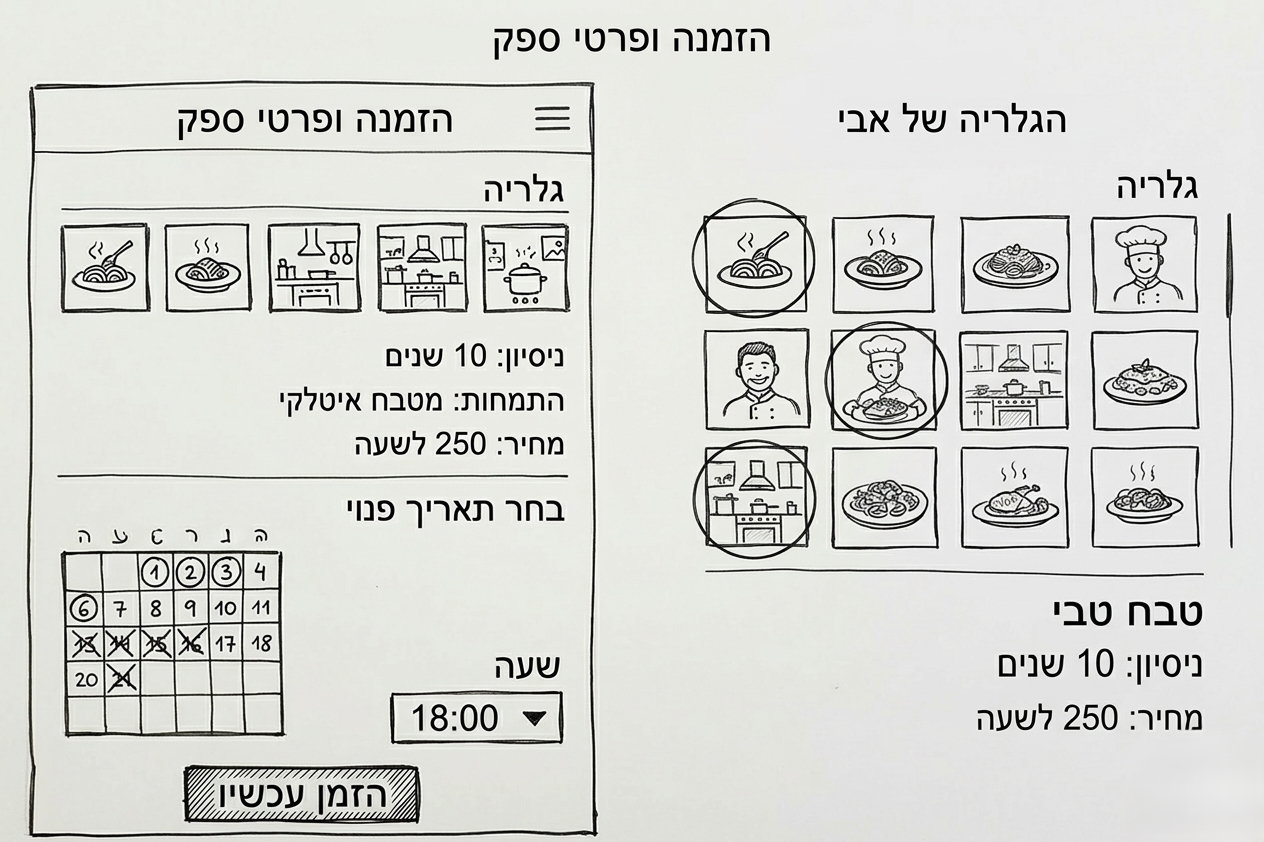 הזמנה ופרטי ספק
הזמנה ופרטי ספק
גלריה
ניסיון: 10 שנים
התמחות: מטבח איטלקי
מחיר: 250 לשעה
בחר תאריך פנוי
1 2 3 4
6 7 8 9 10 11
13 14 15 16 17 18
20 21
שעה
18:00
הזמן עכשיו
הגלריה של אבי
גלריה
טבח טבי
ניסיון: 10 שנים
מחיר: 250 לשעה